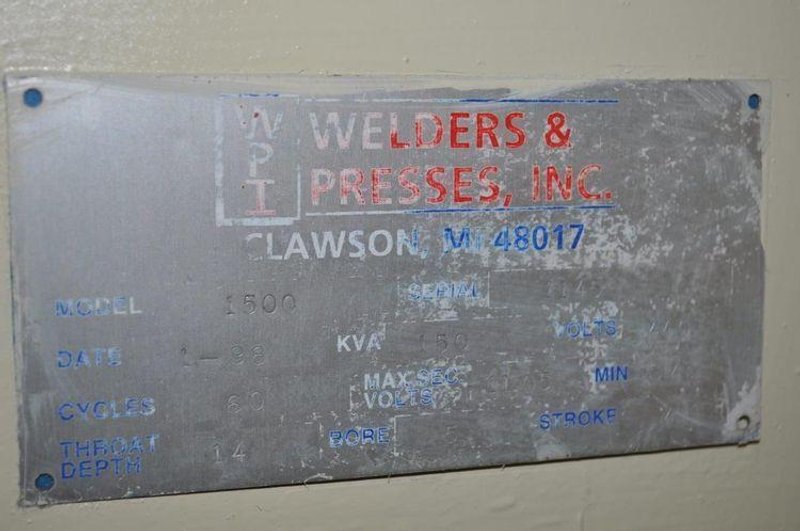 WPI
WELDERS &
PRESSES, INC.
CLAWSON, MI 48017
MODEL 1500 SERIAL
DATE 1-98 KVA 150 VOLTS
CYCLES 60 MAX. SEC. VOLTS MIN
THROAT DEPTH 14 BORE 5 STROKE